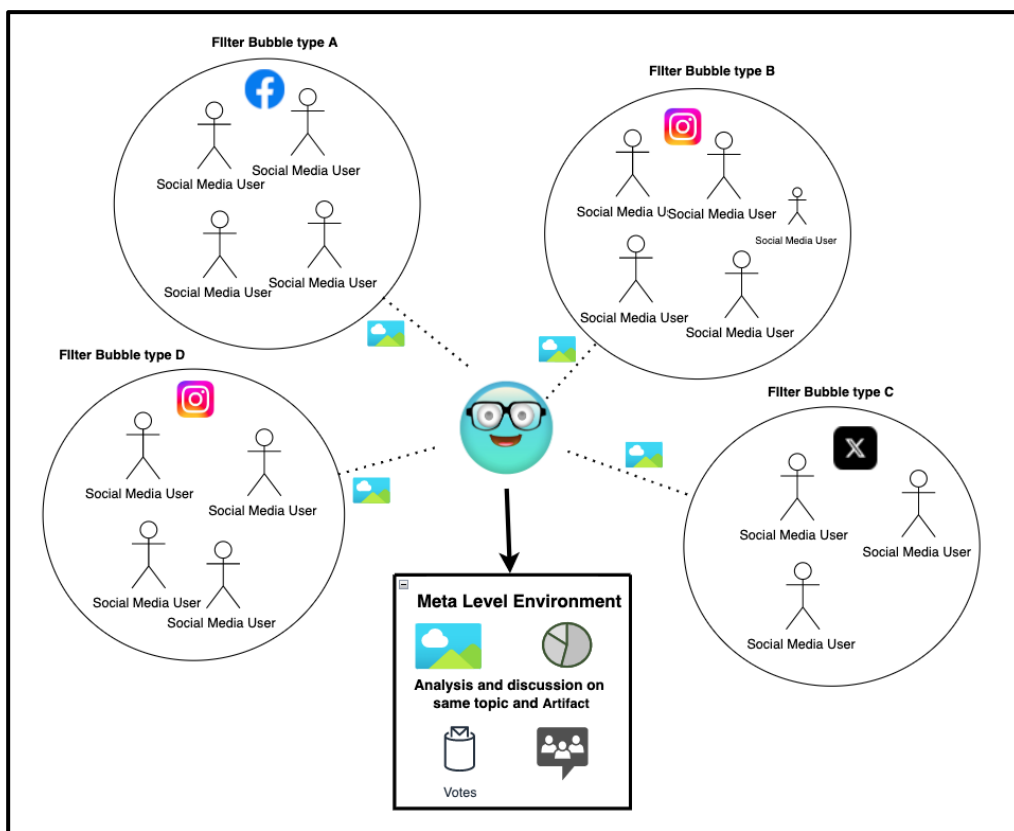 FIlter Bubble type A
Social Media User
Social Media User
Social Media User
Social Media User
FIlter Bubble type B
Social Media Us
Social Media User
Social Media User
Social Media User
Social Media User
FIlter Bubble type D
Social Media User
Social Media User
Social Media User
Social Media User
FIlter Bubble type C
Social Media User
Social Media User
Social Media User
Meta Level Environment
Analysis and discussion on
same topic and Artifact
Votes